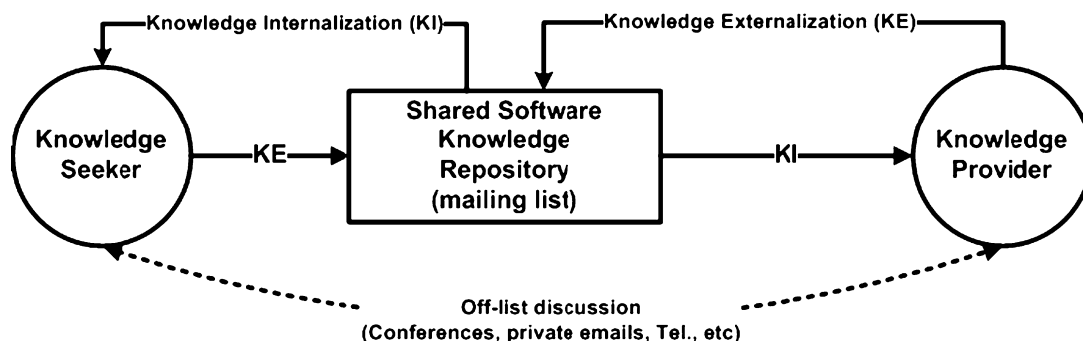 Knowledge Internalization (KI)
Knowledge Externalization (KE)
Knowledge
Seeker
KE
Shared Software
Knowledge
Repository
(mailing list)
KI
Knowledge
Provider
Off-list discussion
(Conferences, private emails, Tel., etc)